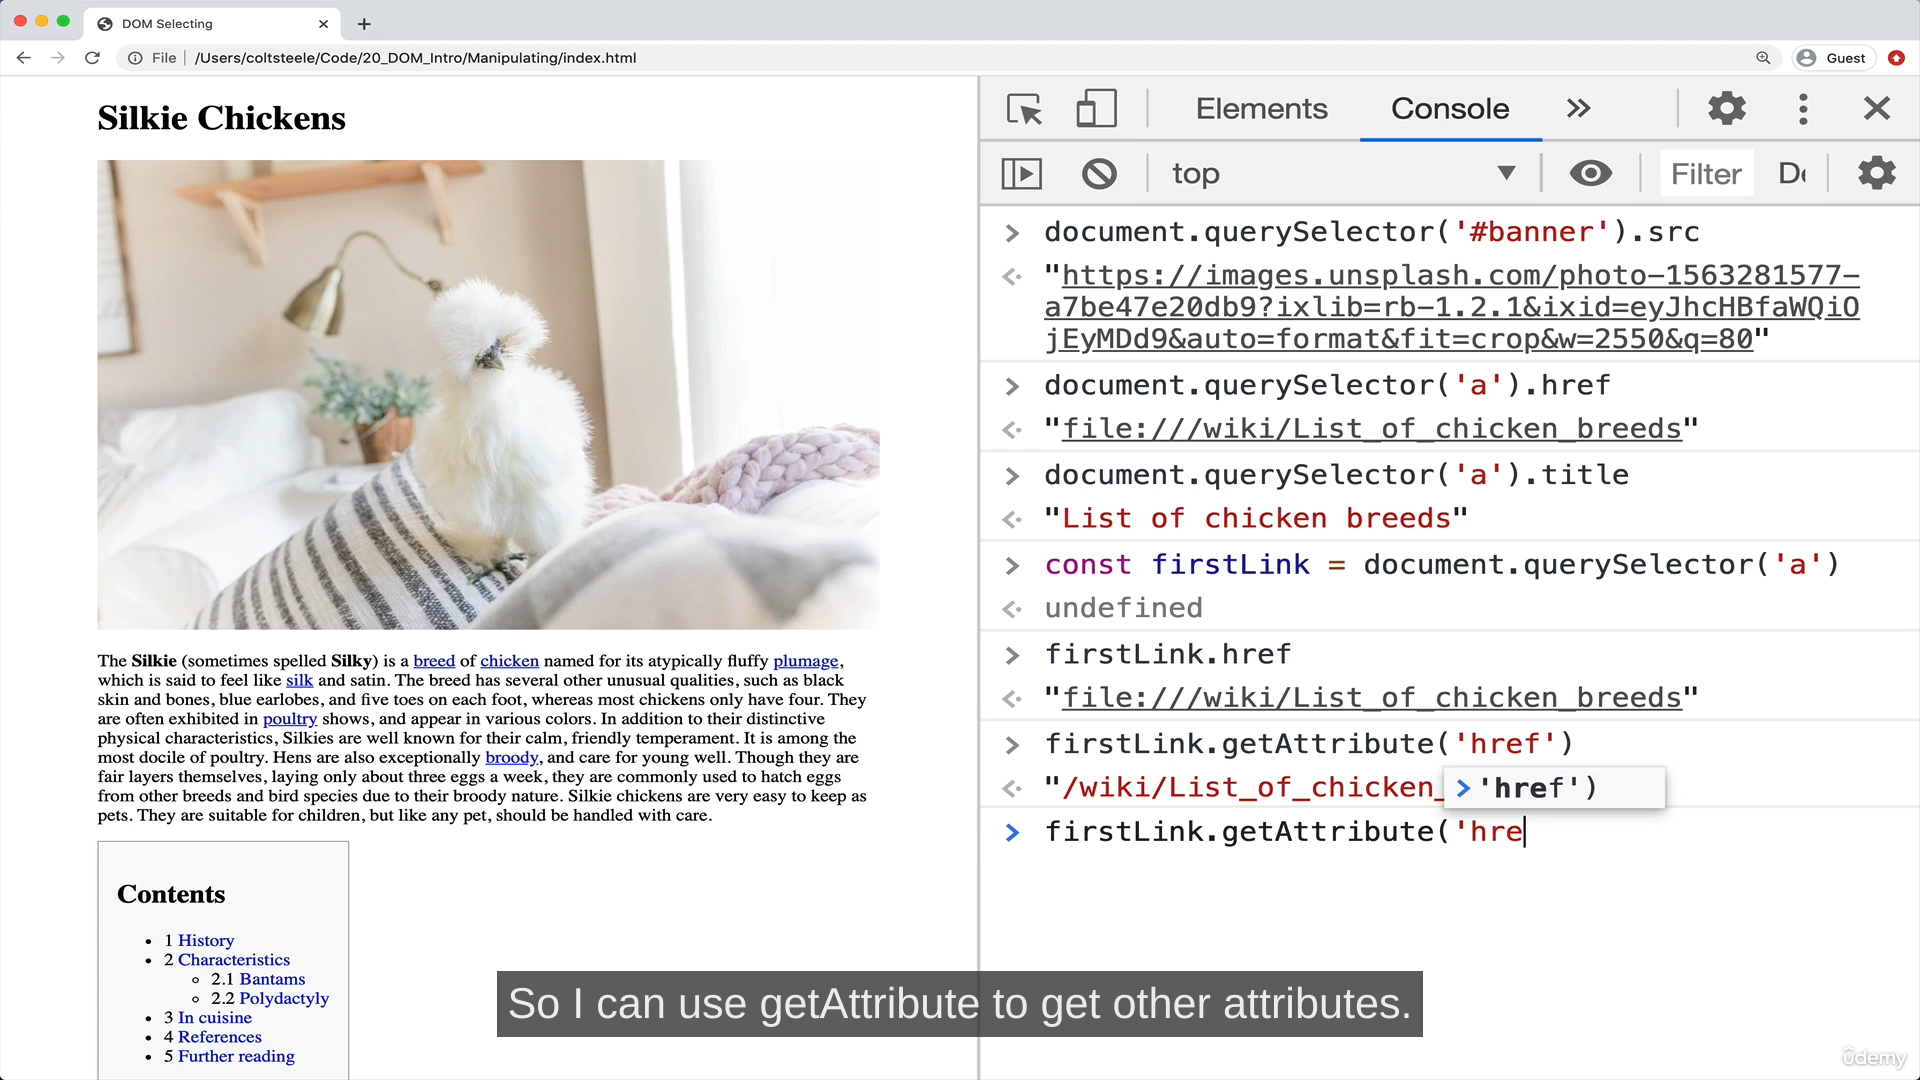 DOM Selecting
File
/Users/coltsteele/Code/20_DOM_Intro/Manipulating/index.html
Guest
Silkie Chickens
The Silkie (sometimes spelled Silky) is a breed of chicken named for its atypically fluffy plumage,
which is said to feel like silk and satin. The breed has several other unusual qualities, such as black
skin and bones, blue earlobes, and five toes on each foot, whereas most chickens only have four. They
are often exhibited in poultry shows, and appear in various colors. In addition to their distinctive
physical characteristics, Silkies are well known for their calm, friendly temperament. It is among the
most docile of poultry. Hens are also exceptionally broody, and care for young well. Though they are
fair layers themselves, laying only about three eggs a week, they are commonly used to hatch eggs
from other breeds and bird species due to their broody nature. Silkie chickens are very easy to keep as
pets. They are suitable for children, but like any pet, should be handled with care.
Contents
1 History
2 Characteristics
2.1 Bantams
2.2 Polydactyly
3 In cuisine
4 References
5 Further reading
Elements
Console
top
Filter
De
document.querySelector('#banner').src
"https://images.unsplash.com/photo-1563281577-
a7be47e20db9?ixlib=rb-1.2.1&ixid=eyJhcHBfaWQiO
jEyMDd9&auto=format&fit=crop&w=2550&q=80"
document.querySelector('a').href
"file:///wiki/List_of_chicken_breeds"
document.querySelector('a').title
"List of chicken breeds"
const firstLink = document.querySelector('a')
undefined
firstLink.href
"file:///wiki/List_of_chicken_breeds"
firstLink.getAttribute('href')
"/wiki/List_of_chicken_
'href')
firstLink.getAttribute('hre
So I can use getAttribute to get other attributes.
ûdemy